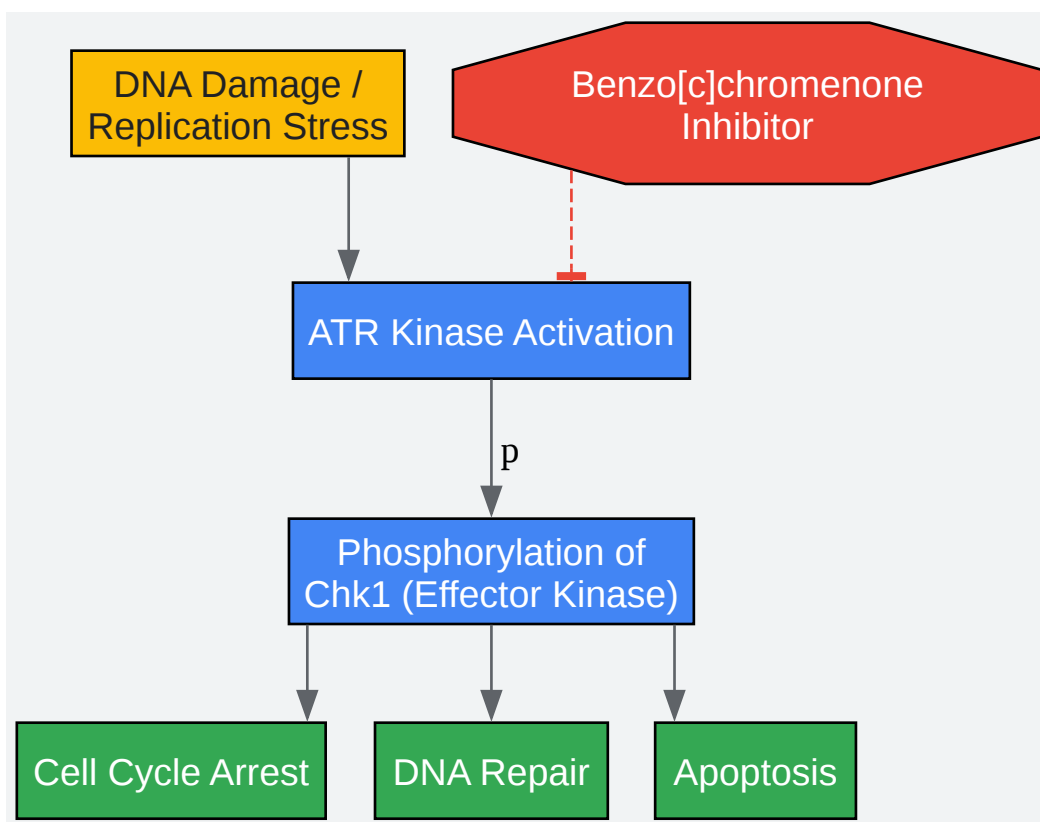 DNA Damage /
Replication Stress
Benzo[c]chromenone
Inhibitor
ATR Kinase Activation
p
Phosphorylation of
Chk1 (Effector Kinase)
Cell Cycle Arrest
DNA Repair
Apoptosis